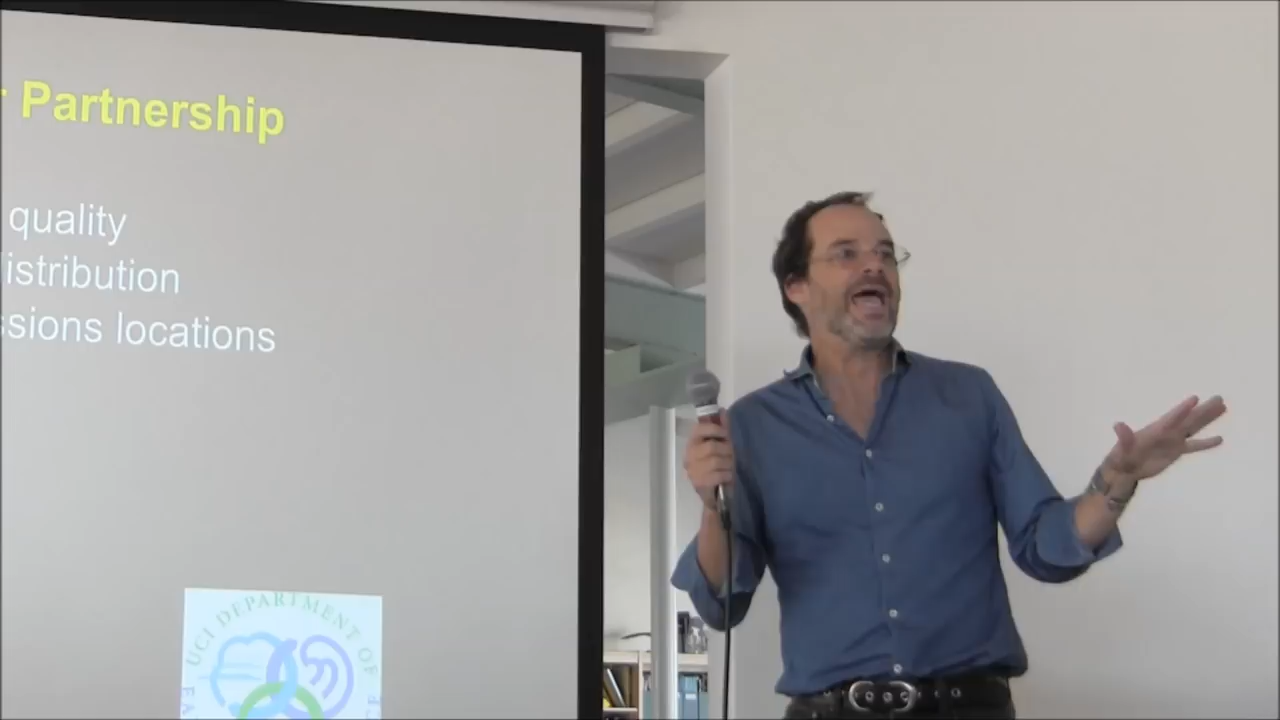 Partnership
quality
istribution
ssions locations
UCI DEPARTMENT OF